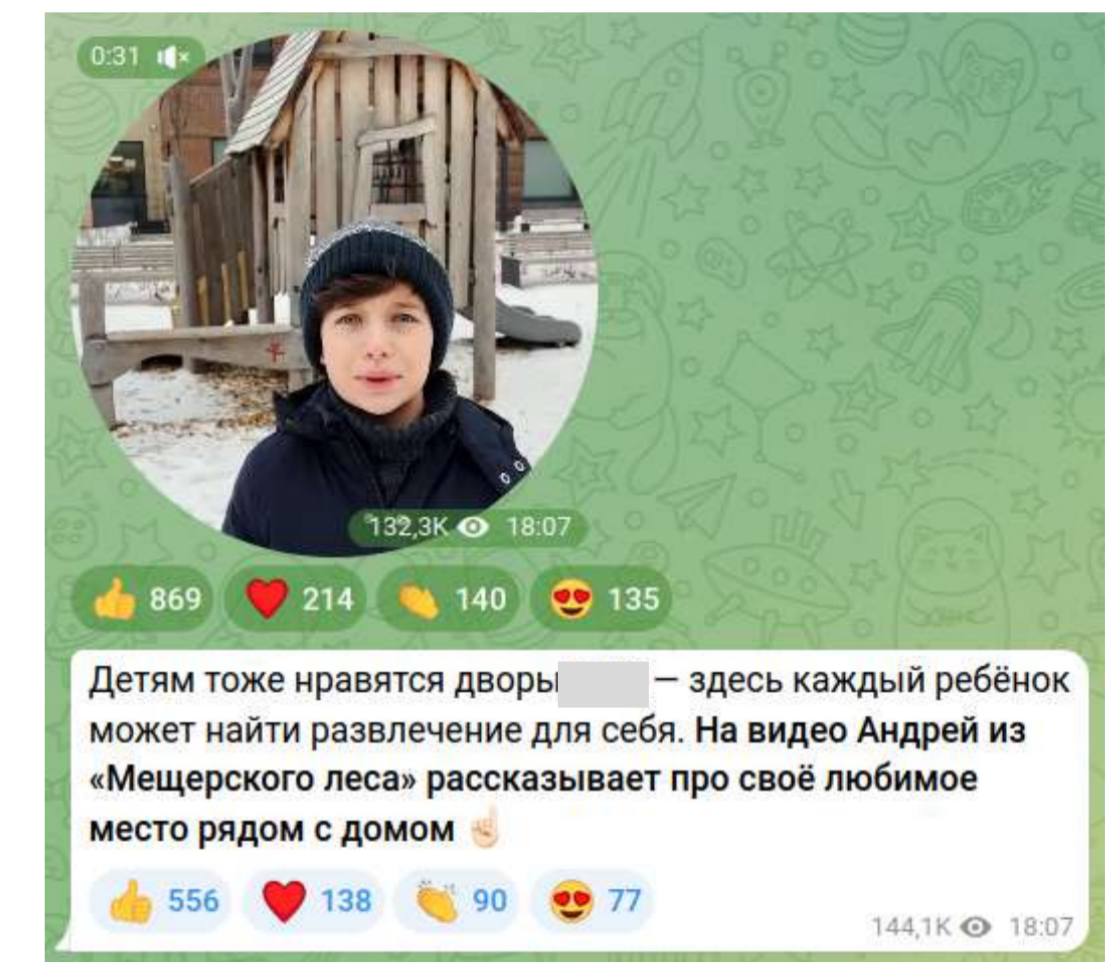 0:31
132,3K 18:07
869 214 140 135
Детям тоже нравятся дворы — здесь каждый ребёнок
может найти развлечение для себя. На видео Андрей из
«Мещерского леса» рассказывает про своё любимое
место рядом с домом ☝🏻
556 138 90 77
144,1K 18:07